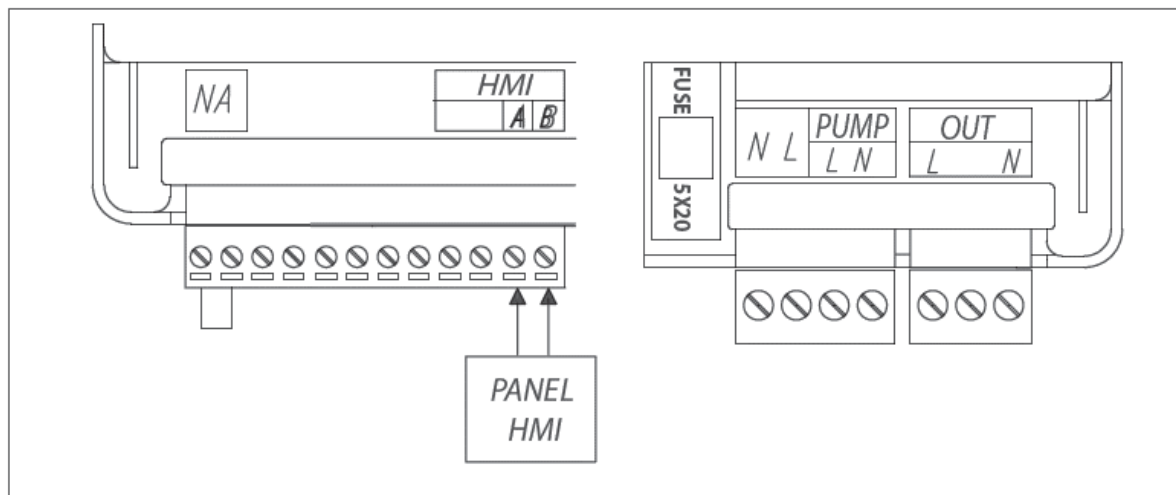 NA
HMI
A B
PANEL
HMI
FUSE
5X20
N L
PUMP
L N
OUT
L N